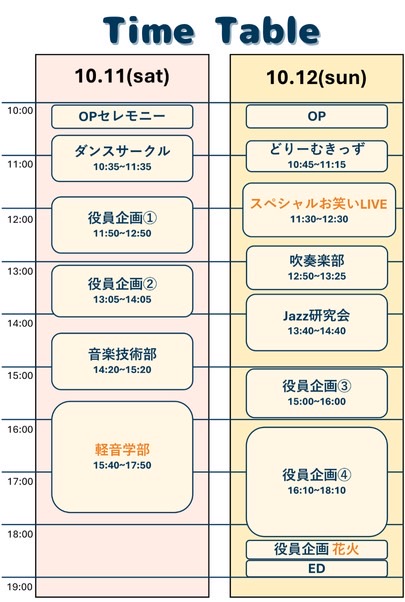 Time Table
10.11(sat)
10.12(sun)
10:00
11:00
12:00
13:00
14:00
15:00
16:00
17:00
18:00
19:00
OPセレモニー
ダンスサークル
10:35~11:35
役員企画①
11:50~12:50
役員企画②
13:05~14:05
音楽技術部
14:20~15:20
軽音学部
15:40~17:50
OP
どりーむきっず
10:45~11:15
スペシャルお笑いLIVE
11:30~12:30
吹奏楽部
12:50~13:25
Jazz研究会
13:40~14:40
役員企画③
15:00~16:00
役員企画④
16:10~18:10
役員企画 花火
ED